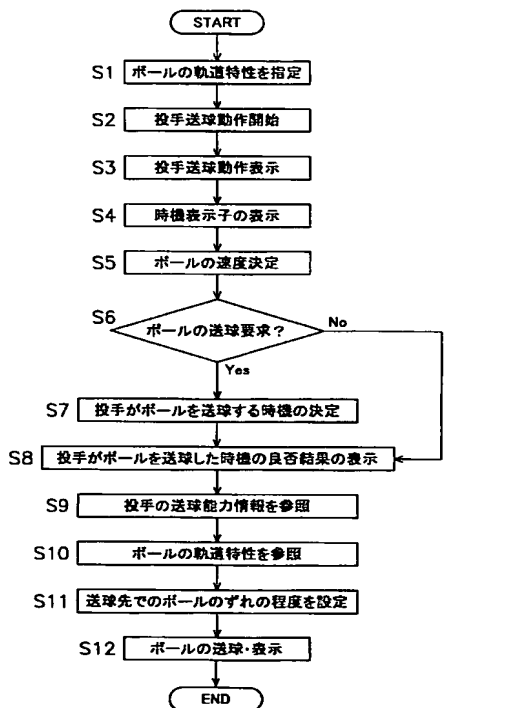 START
S1 ボールの軌道特性を指定
S2 投手送球動作開始
S3 投手送球動作表示
S4 時機表示子の表示
S5 ボールの速度決定
S6 ボールの送球要求?
No
Yes
S7 投手がボールを送球する時機の決定
S8 投手がボールを送球した時機の良否結果の表示
S9 投手の送球能力情報を参照
S10 ボールの軌道特性を参照
S11 送球先でのボールのずれの程度を設定
S12 ボールの送球・表示
END